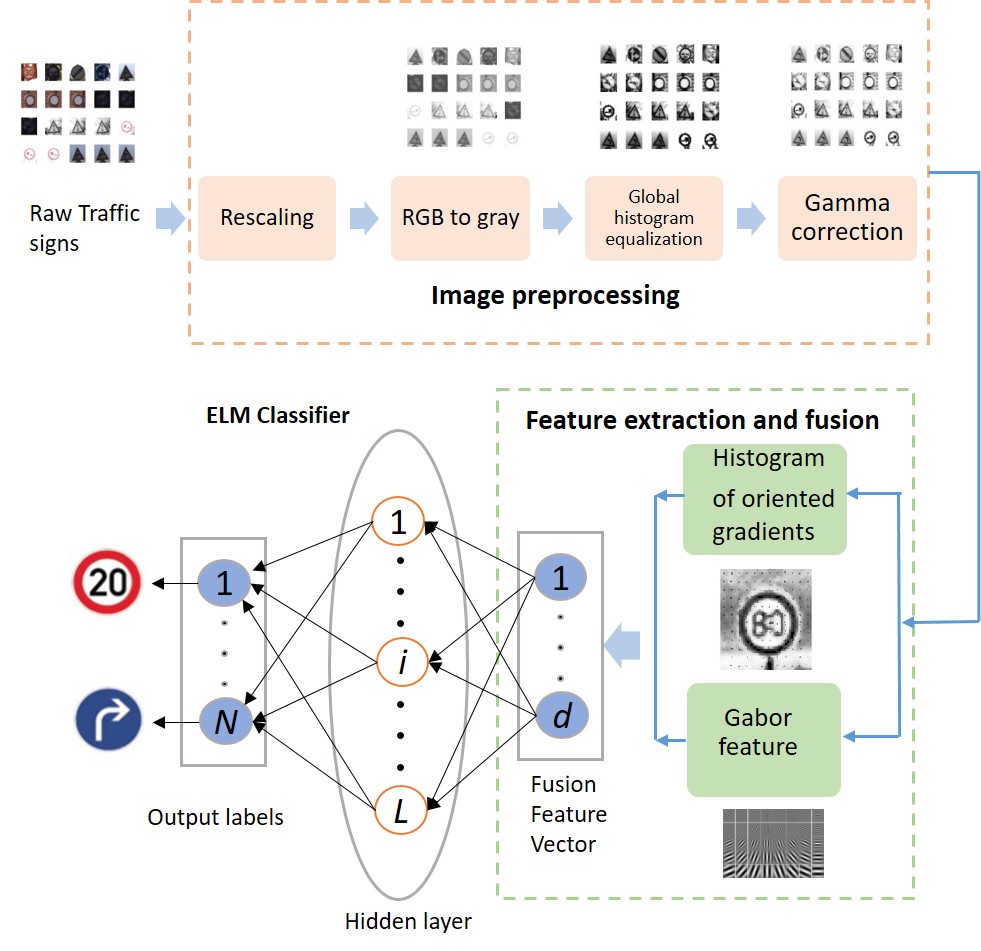 Raw Traffic
signs
Rescaling
RGB to gray
Global
histogram
equalization
Gamma
correction
Image preprocessing
ELM Classifier
Feature extraction and fusion
Histogram
of oriented
gradients
Gabor
feature
1
d
Fusion
Feature
Vector
1
i
L
Hidden layer
1
N
Output labels
20